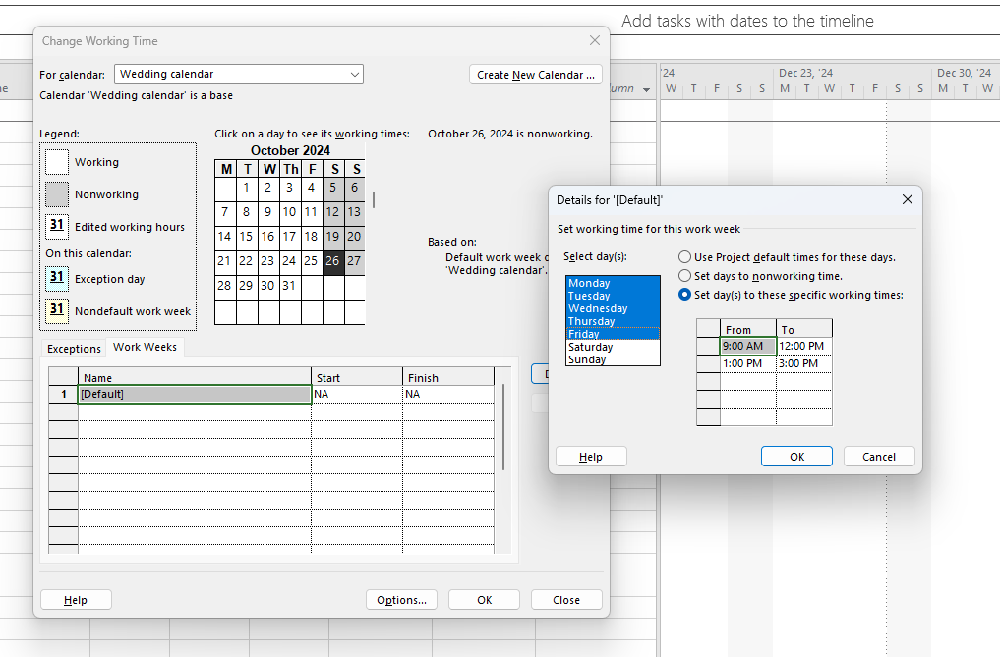 Add tasks with dates to the timeline
'24 Dec 23, '24 Dec 30, '24
W T F S S M T W T F S S M T W
Change Working Time
For calendar: Wedding calendar
Create New Calendar ...
Calendar 'Wedding calendar' is a base
Legend:
Working
Nonworking
31 Edited working hours
On this calendar:
31 Exception day
31 Nondefault work week
Click on a day to see its working times:
October 2024
M T W Th F S S
1 2 3 4 5 6
7 8 9 10 11 12 13
14 15 16 17 18 19 20
21 22 23 24 25 26 27
28 29 30 31
October 26, 2024 is nonworking.
Based on:
Default work week
'Wedding calendar'.
Exceptions Work Weeks
Name Start Finish
1 [Default] NA NA
Help Options... OK Close
Details for '[Default]'
Set working time for this work week
Select day(s):
Monday
Tuesday
Wednesday
Thursday
Friday
Saturday
Sunday
Use Project default times for these days.
Set days to nonworking time.
Set day(s) to these specific working times:
From To
9:00 AM 12:00 PM
1:00 PM 3:00 PM
Help OK Cancel